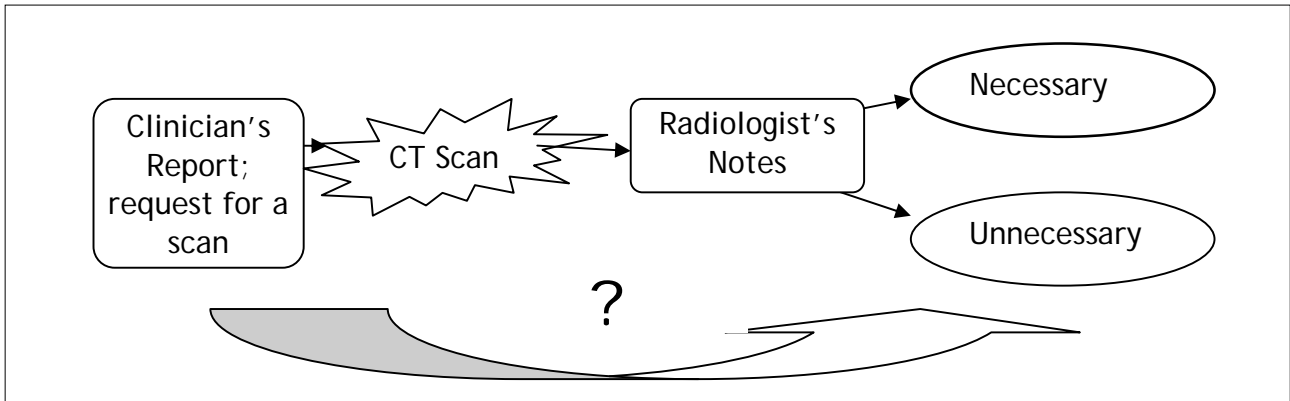 Clinician's
Report;
request for a
scan
CT Scan
Radiologist's
Notes
Necessary
Unnecessary
?